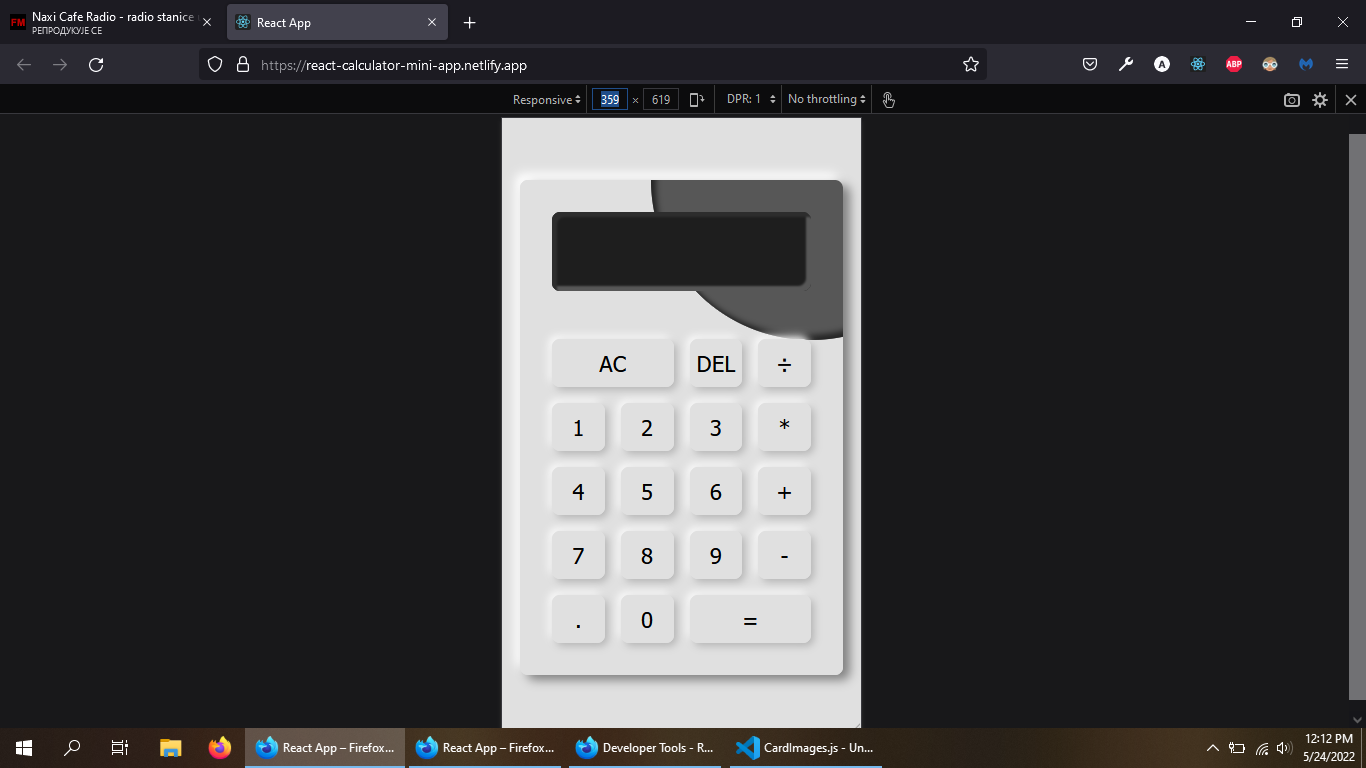 FM
Naxi Cafe Radio - radio stanice
РЕПРОДУКУЈЕ СЕ
React App
https://react-calculator-mini-app.netlify.app
A
ABP
Responsive
359 × 619
DPR: 1
No throttling
AC DEL ÷
1 2 3 *
4 5 6 +
7 8 9 -
. 0 =
React App – Firefox...
React App – Firefox...
Developer Tools - R...
CardImages.js - Un...
12:12 PM
5/24/2022